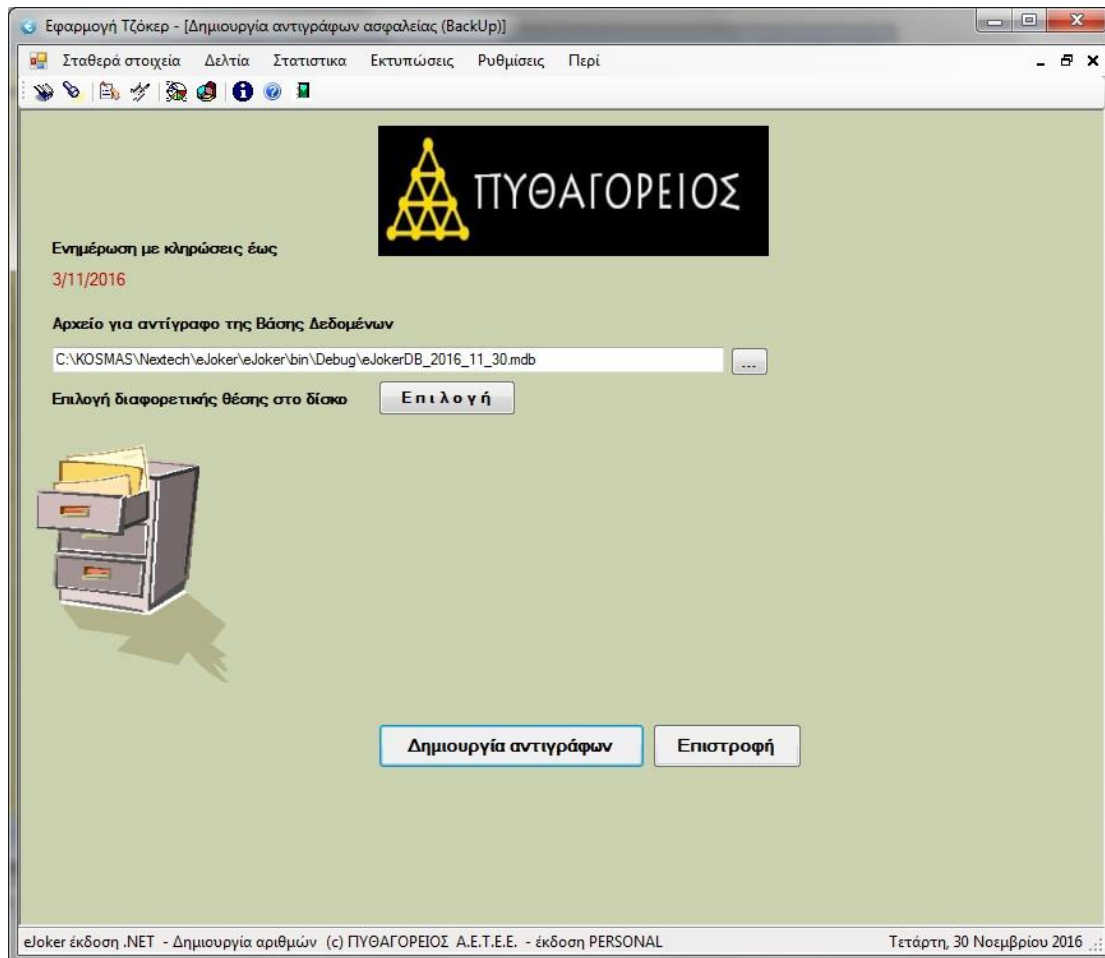 Εφαρμογή Τζόκερ - [Δημιουργία αντιγράφων ασφαλείας (BackUp)]
Σταθερά στοιχεία Δελτία Στατιστικα Εκτυπώσεις Ρυθμίσεις Περί
ΠΥΘΑΓΟΡΕΙΟΣ
Ενημέρωση με κληρώσεις έως
3/11/2016
Αρχείο για αντίγραφο της Βάσης Δεδομένων
C:\KOSMAS\Nextech\eJoker\eJoker\bin\Debug\eJokerDB_2016_11_30.mdb ...
Επιλογή διαφορετικής θέσης στο δίσκο Επιλογή
Δημιουργία αντιγράφων Επιστροφή
eJoker έκδοση .NET - Δημιουργία αριθμών (c) ΠΥΘΑΓΟΡΕΙΟΣ Α.Ε.Τ.Ε.Ε. - έκδοση PERSONAL Τετάρτη, 30 Νοεμβρίου 2016